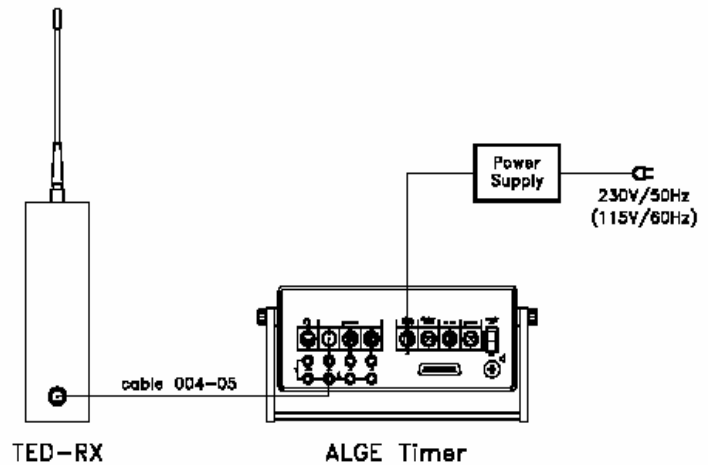 Power
Supply
230V/50Hz
(115V/60Hz)
cable 004-05
TED-RX
ALGE Timer